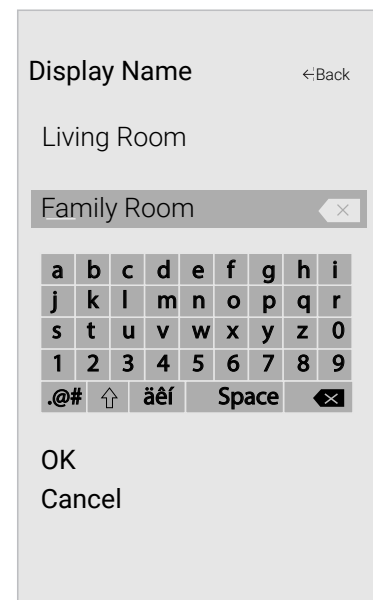 Display Name ←Back
Living Room
Family Room ×
a b c d e f g h i
j k l m n o p q r
s t u v w x y z 0
1 2 3 4 5 6 7 8 9
.@# ⇧ äêí Space ⌫
OK
Cancel